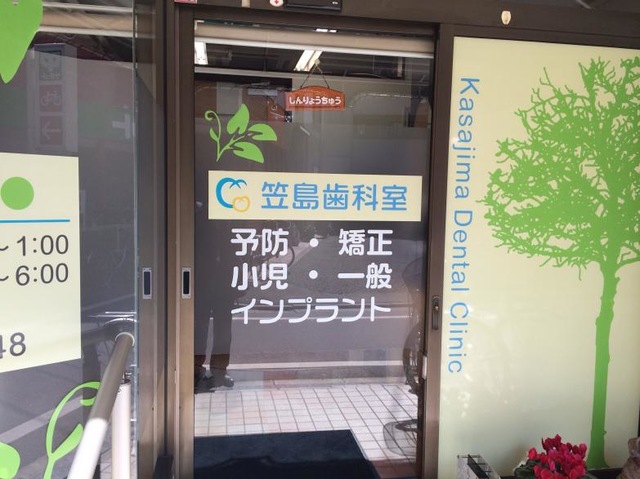 しんりょうちゅう
笠島歯科室
予防・矯正
小児・一般
インプラント
Kasajima Dental Clinic
~1:00
~6:00
48